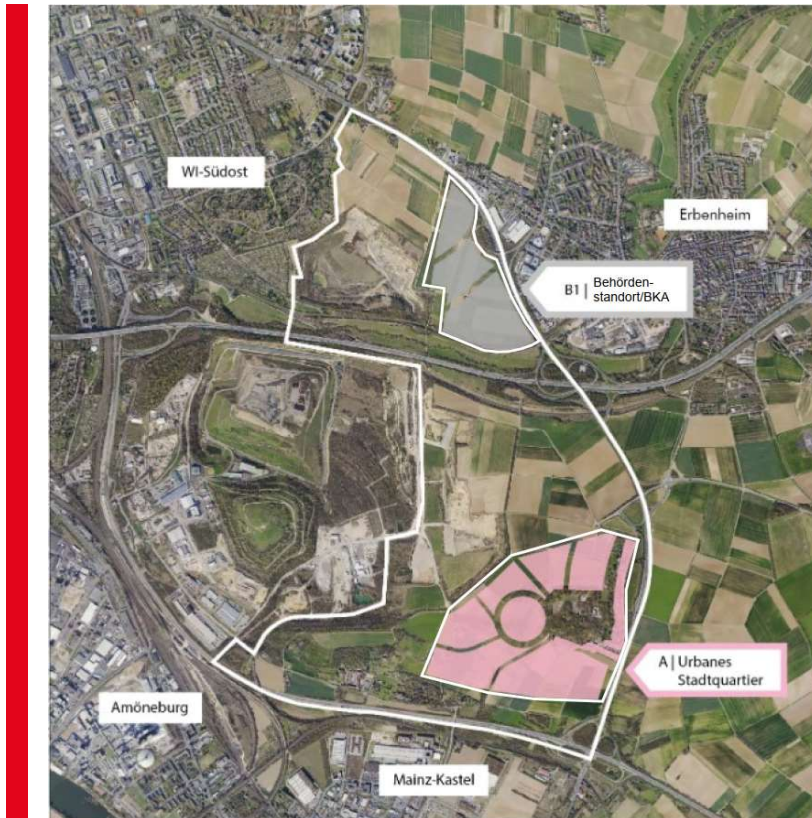 WI-Südost
Erbenheim
B1 | Behörden-
standort/BKA
A | Urbanes
Stadtquartier
Amöneburg
Mainz-Kastel